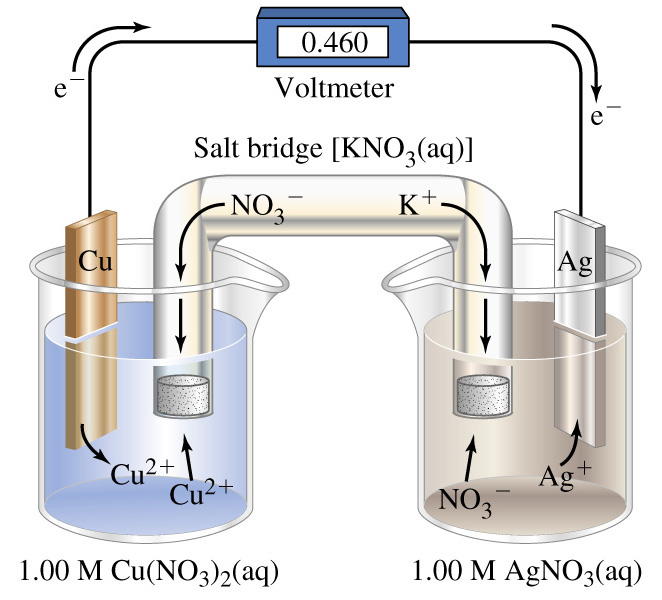 0.460
Voltmeter
e⁻
e⁻
Salt bridge [KNO₃(aq)]
NO₃⁻
K⁺
Cu
Ag
Cu²⁺
Cu²⁺
NO₃⁻
Ag⁺
1.00 M Cu(NO₃)₂(aq)
1.00 M AgNO₃(aq)